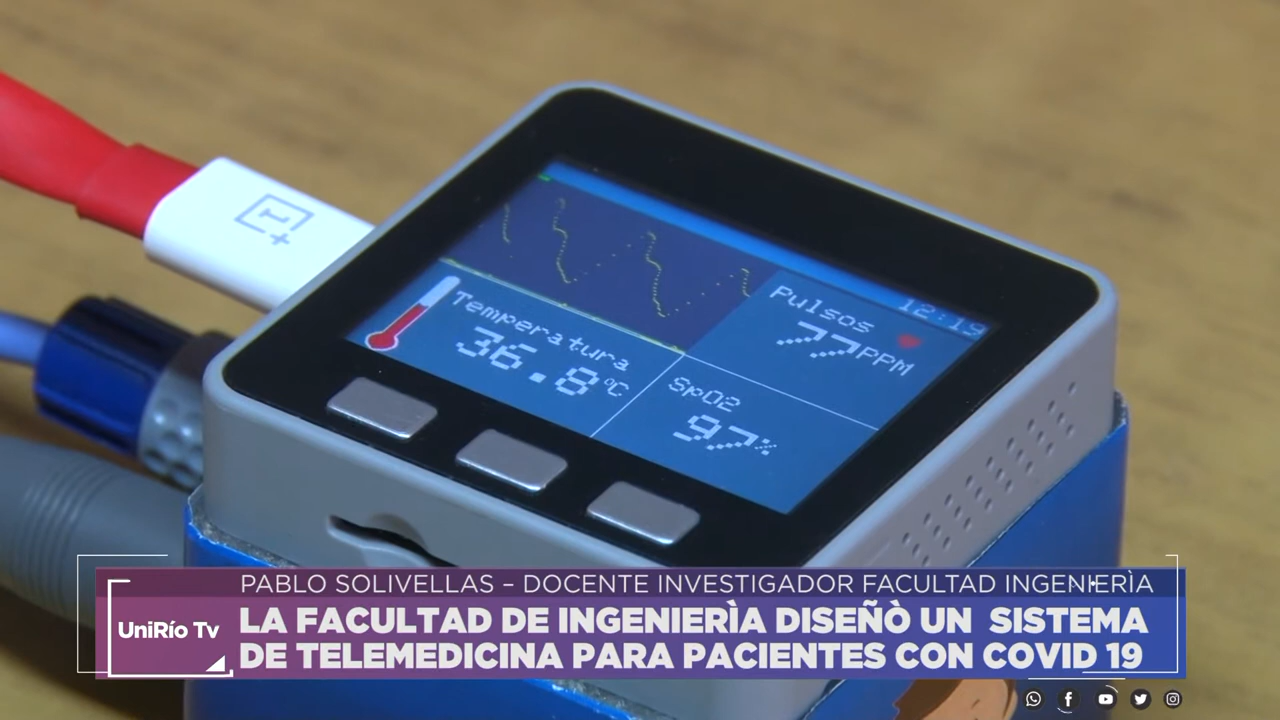 12:19
Pulsos
77PPM
Temperatura
36.8°C
SpO2
97%
PABLO SOLIVELLAS – DOCENTE INVESTIGADOR FACULTAD INGENIERÌA
UniRío Tv
LA FACULTAD DE INGENIERÌA DISEÑÒ UN SISTEMA
DE TELEMEDICINA PARA PACIENTES CON COVID 19